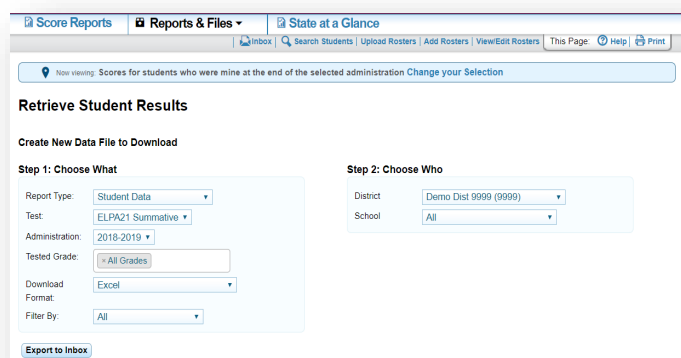 Score Reports Reports & Files State at a Glance
Inbox | Search Students | Upload Rosters | Add Rosters | View/Edit Rosters This Page: Help | Print
Now viewing: Scores for students who were mine at the end of the selected administration Change your Selection
Retrieve Student Results
Create New Data File to Download
Step 1: Choose What
Report Type: Student Data
Test: ELPA21 Summative
Administration: 2018-2019
Tested Grade: × All Grades
Download Format: Excel
Filter By: All
Step 2: Choose Who
District Demo Dist 9999 (9999)
School All
Export to Inbox